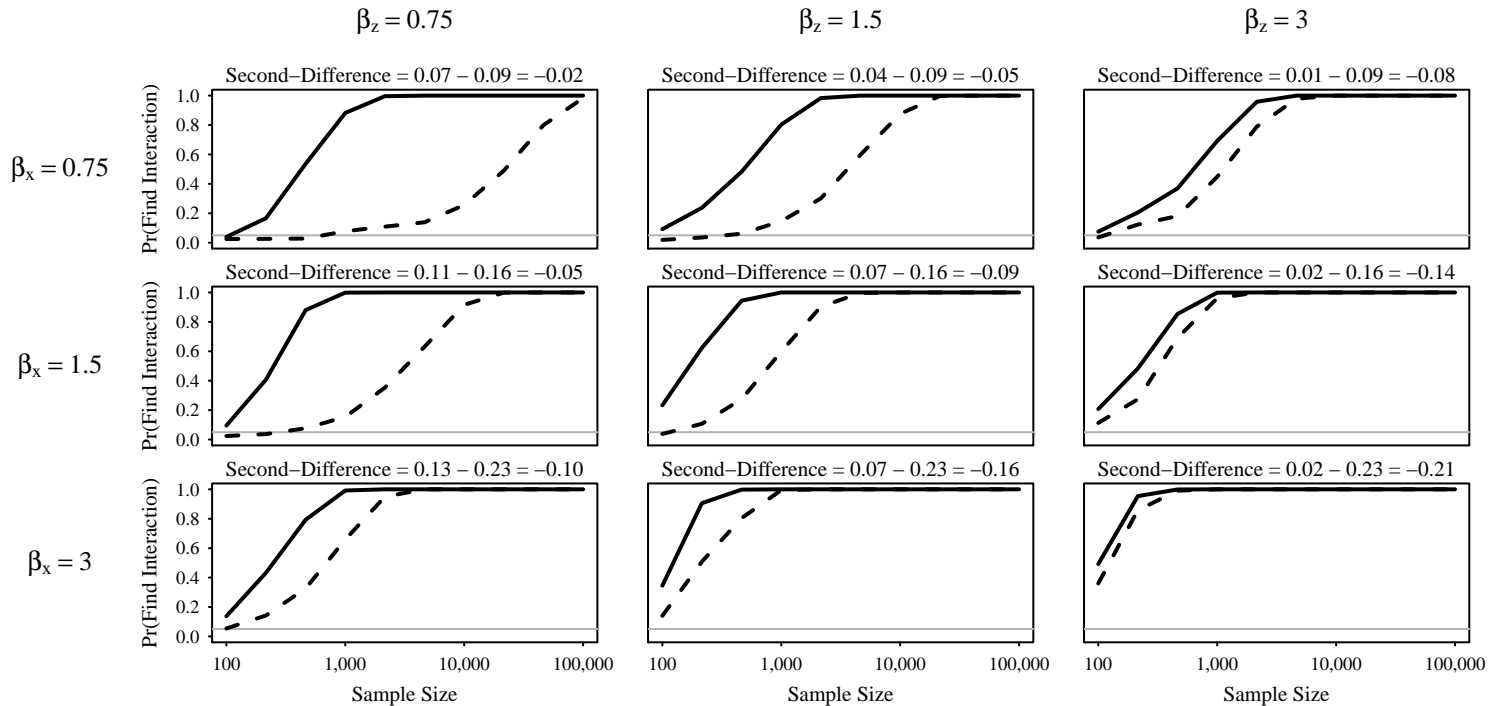 βz = 0.75 βz = 1.5 βz = 3
Second−Difference = 0.07 − 0.09 = −0.02 Second−Difference = 0.04 − 0.09 = −0.05 Second−Difference = 0.01 − 0.09 = −0.08
βx = 0.75
Pr(Find Interaction)
1.0
0.8
0.6
0.4
0.2
0.0
Second−Difference = 0.11 − 0.16 = −0.05 Second−Difference = 0.07 − 0.16 = −0.09 Second−Difference = 0.02 − 0.16 = −0.14
βx = 1.5
Pr(Find Interaction)
1.0
0.8
0.6
0.4
0.2
0.0
Second−Difference = 0.13 − 0.23 = −0.10 Second−Difference = 0.07 − 0.23 = −0.16 Second−Difference = 0.02 − 0.23 = −0.21
βx = 3
Pr(Find Interaction)
1.0
0.8
0.6
0.4
0.2
0.0
100 1,000 10,000 100,000 100 1,000 10,000 100,000 100 1,000 10,000 100,000
Sample Size Sample Size Sample Size